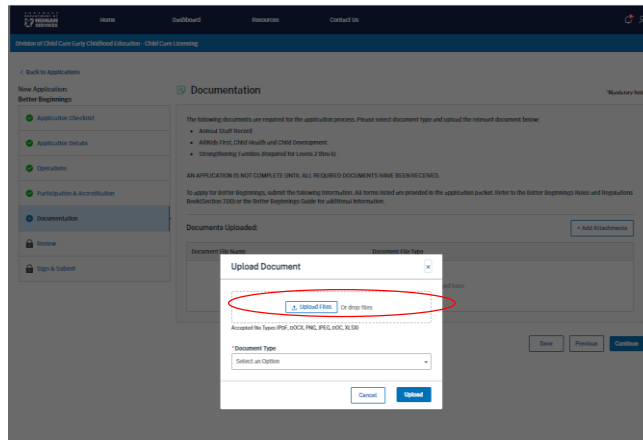 HUMAN
SERVICES
Home
Dashboard
Resources
Contact Us
Division of Child Care Early Childhood Education - Child Care Licensing
< Back to Applications
New Application:
Better Beginnings
Application Checklist
Application Details
Operations
Participation & Accreditation
Documentation
Review
Sign & Submit
Documentation
*Mandatory field
The following documents are required for the application process. Please select document type and upload the relevant document below:
• Annual Staff Record
• ARKids First, Child Health and Child Development
• Strengthening Families (Required for Levels 2 thru 6)
AN APPLICATION IS NOT COMPLETE UNTIL ALL REQUIRED DOCUMENTS HAVE BEEN RECEIVED.
To apply for Better Beginnings, submit the following information. All forms listed are provided in the application packet. Refer to the Better Beginnings Rules and Regulations
Book(Section 7.00) or the Better Beginnings Guide for additional information.
Documents Uploaded:
+ Add Attachments
Document File Name
Document File Type
Upload Document
×
Upload Files
Or drop files
Accepted file Types (PDF, DOCX, PNG, JPEG, DOC, XLSX)
*Document Type
Select an Option
Cancel
Upload
Save
Previous
Continue